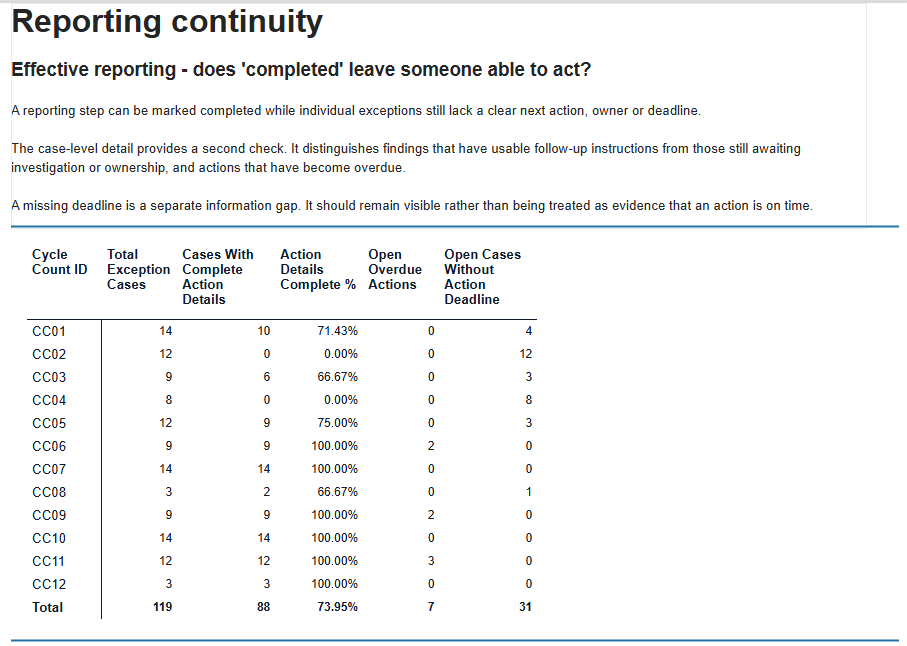 Reporting continuity
Effective reporting - does 'completed' leave someone able to act?
A reporting step can be marked completed while individual exceptions still lack a clear next action, owner or deadline.
The case-level detail provides a second check. It distinguishes findings that have usable follow-up instructions from those still awaiting
investigation or ownership, and actions that have become overdue.
A missing deadline is a separate information gap. It should remain visible rather than being treated as evidence that an action is on time.
Cycle Total Cases With Action Open Open Cases
Count ID Exception Complete Details Overdue Without
Cases Action Complete % Actions Action
Details Deadline
CC01 14 10 71.43% 0 4
CC02 12 0 0.00% 0 12
CC03 9 6 66.67% 0 3
CC04 8 0 0.00% 0 8
CC05 12 9 75.00% 0 3
CC06 9 9 100.00% 2 0
CC07 14 14 100.00% 0 0
CC08 3 2 66.67% 0 1
CC09 9 9 100.00% 2 0
CC10 14 14 100.00% 0 0
CC11 12 12 100.00% 3 0
CC12 3 3 100.00% 0 0
Total 119 88 73.95% 7 31